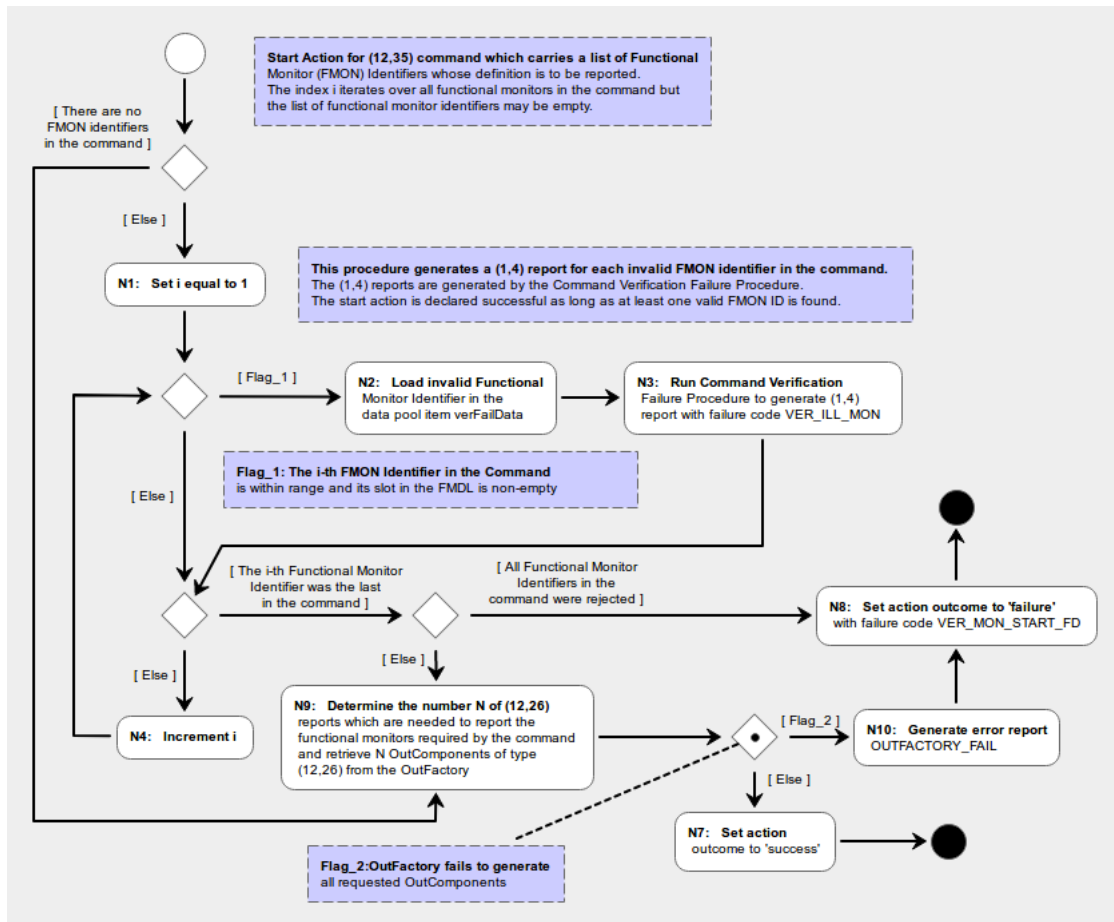 Start Action for (12,35) command which carries a list of Functional
Monitor (FMON) Identifiers whose definition is to be reported.
The index i iterates over all functional monitors in the command but
the list of functional monitor identifiers may be empty.
[ There are no
FMON identifiers
in the command ]
[ Else ]
N1: Set i equal to 1
This procedure generates a (1,4) report for each invalid FMON identifier in the command.
The (1,4) reports are generated by the Command Verification Failure Procedure.
The start action is declared successful as long as at least one valid FMON ID is found.
[ Flag_1 ]
N2: Load invalid Functional
Monitor Identifier in the
data pool item verFailData
N3: Run Command Verification
Failure Procedure to generate (1,4)
report with failure code VER_ILL_MON
Flag_1: The i-th FMON Identifier in the Command
is within range and its slot in the FMDL is non-empty
[ Else ]
[ The i-th Functional Monitor
Identifier was the last
in the command ]
[ All Functional Monitor
Identifiers in the
command were rejected ]
N8: Set action outcome to 'failure'
with failure code VER_MON_START_FD
[ Else ]
[ Else ]
N4: Increment i
N9: Determine the number N of (12,26)
reports which are needed to report the
functional monitors required by the command
and retrieve N OutComponents of type
(12,26) from the OutFactory
[ Flag_2 ]
N10: Generate error report
OUTFACTORY_FAIL
[ Else ]
N7: Set action
outcome to 'success'
Flag_2:OutFactory fails to generate
all requested OutComponents